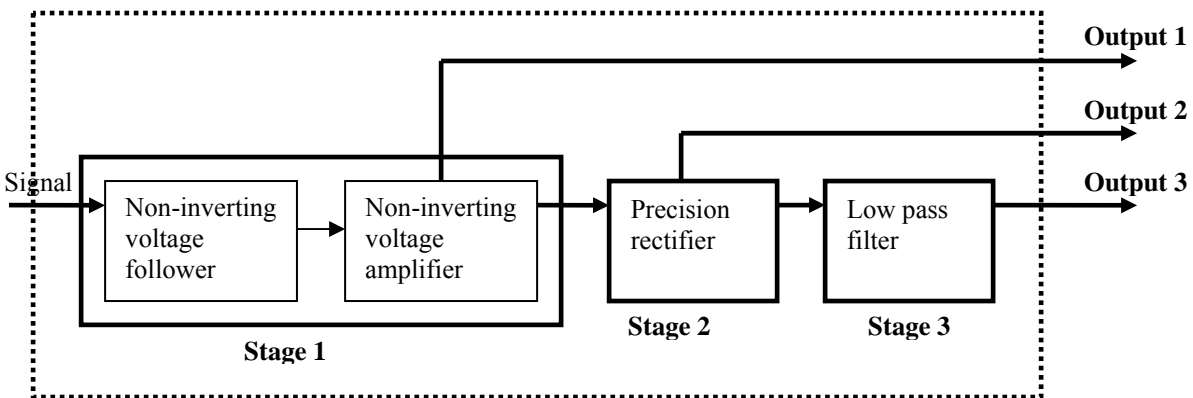 Output 1
Output 2
Output 3
Signal
Non-inverting
voltage
follower
Non-inverting
voltage
amplifier
Precision
rectifier
Low pass
filter
Stage 1
Stage 2
Stage 3